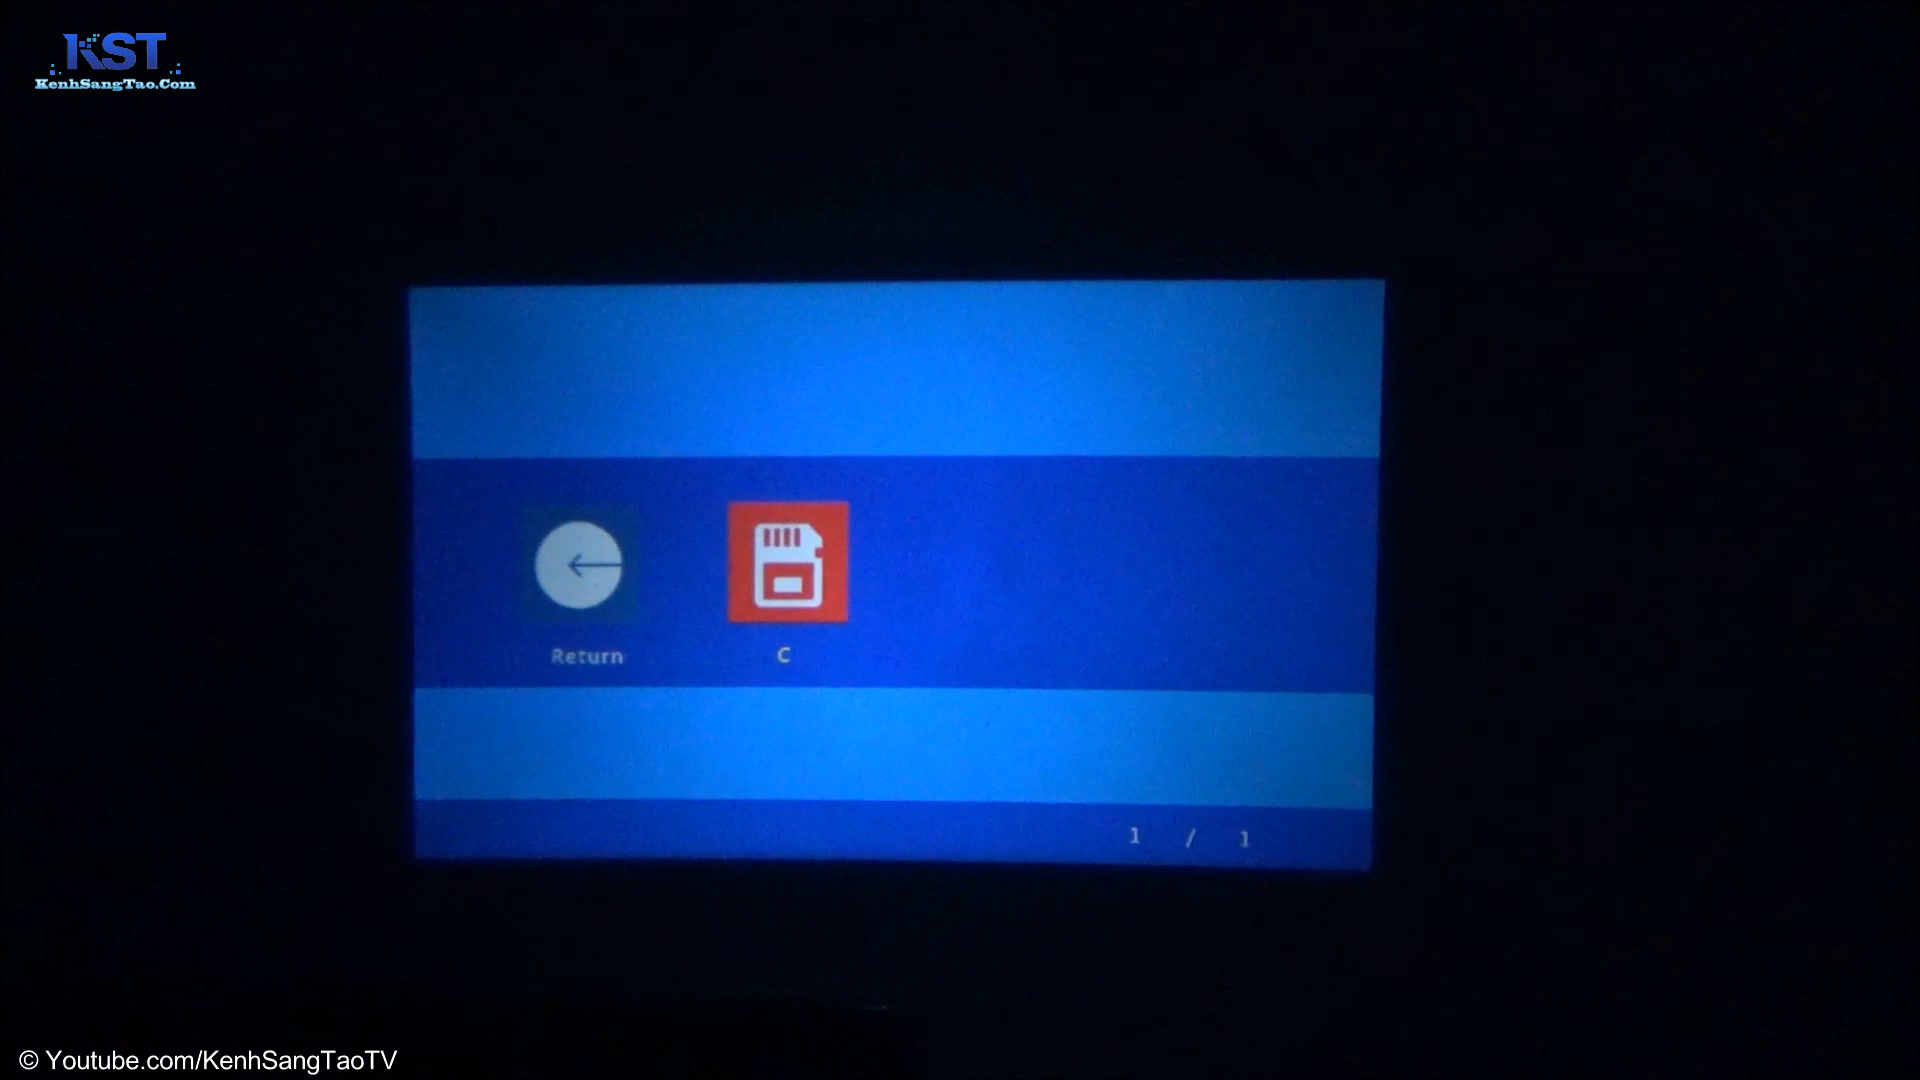 KST
KenhSangTao.Com
Return
C
1 / 1
© Youtube.com/KenhSangTaoTV